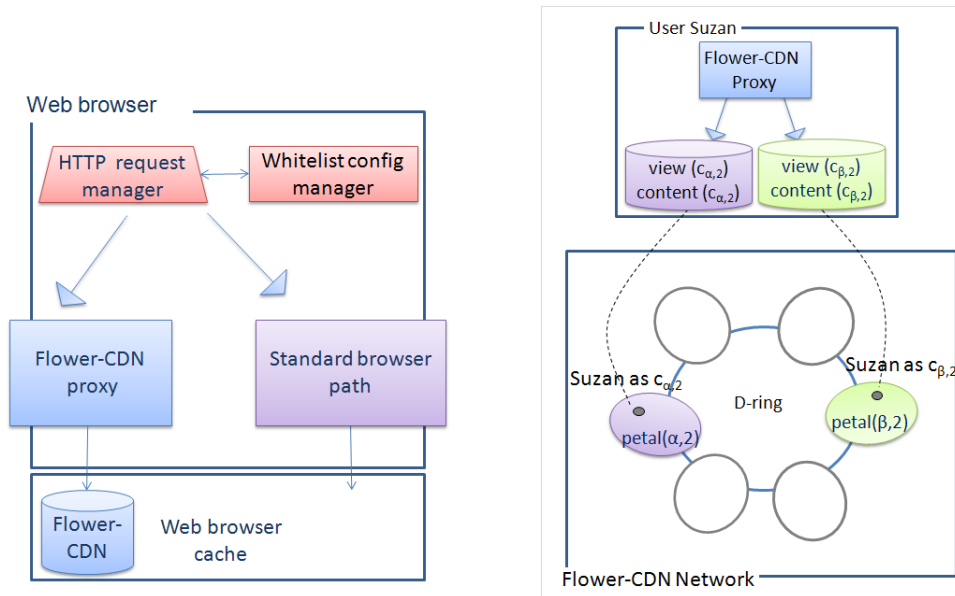 Web browser
HTTP request
manager
Whitelist config
manager
Flower-CDN
proxy
Standard browser
path
Flower-
CDN
Web browser
cache
User Suzan
Flower-CDN
Proxy
view (cα,2)
content (cα,2)
view (cβ,2)
content (cβ,2)
Suzan as cα,2
Suzan as cβ,2
D-ring
petal(α,2)
petal(β,2)
Flower-CDN Network